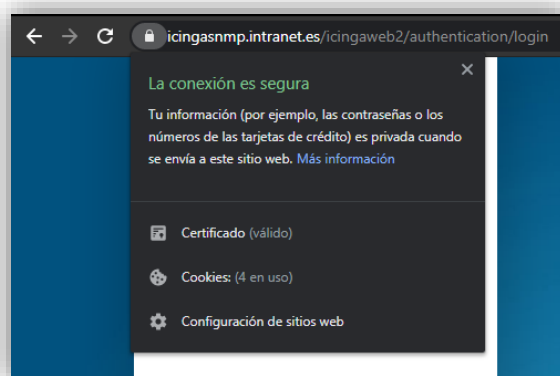 icingasnmp.intranet.es/icingaweb2/authentication/login
La conexión es segura
Tu información (por ejemplo, las contraseñas o los
números de las tarjetas de crédito) es privada cuando
se envía a este sitio web. Más información
Certificado (válido)
Cookies: (4 en uso)
Configuración de sitios web